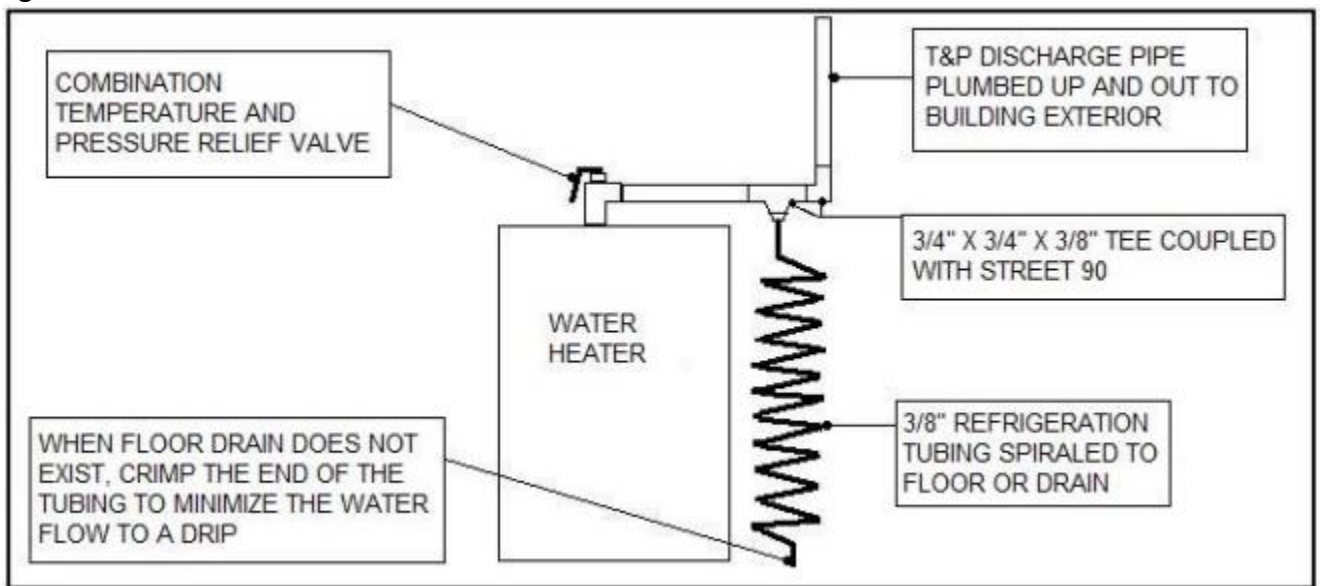 COMBINATION
TEMPERATURE AND
PRESSURE RELIEF VALVE
T&P DISCHARGE PIPE
PLUMBED UP AND OUT TO
BUILDING EXTERIOR
3/4" X 3/4" X 3/8" TEE COUPLED
WITH STREET 90
WATER
HEATER
3/8" REFRIGERATION
TUBING SPIRALED TO
FLOOR OR DRAIN
WHEN FLOOR DRAIN DOES NOT
EXIST, CRIMP THE END OF THE
TUBING TO MINIMIZE THE WATER
FLOW TO A DRIP